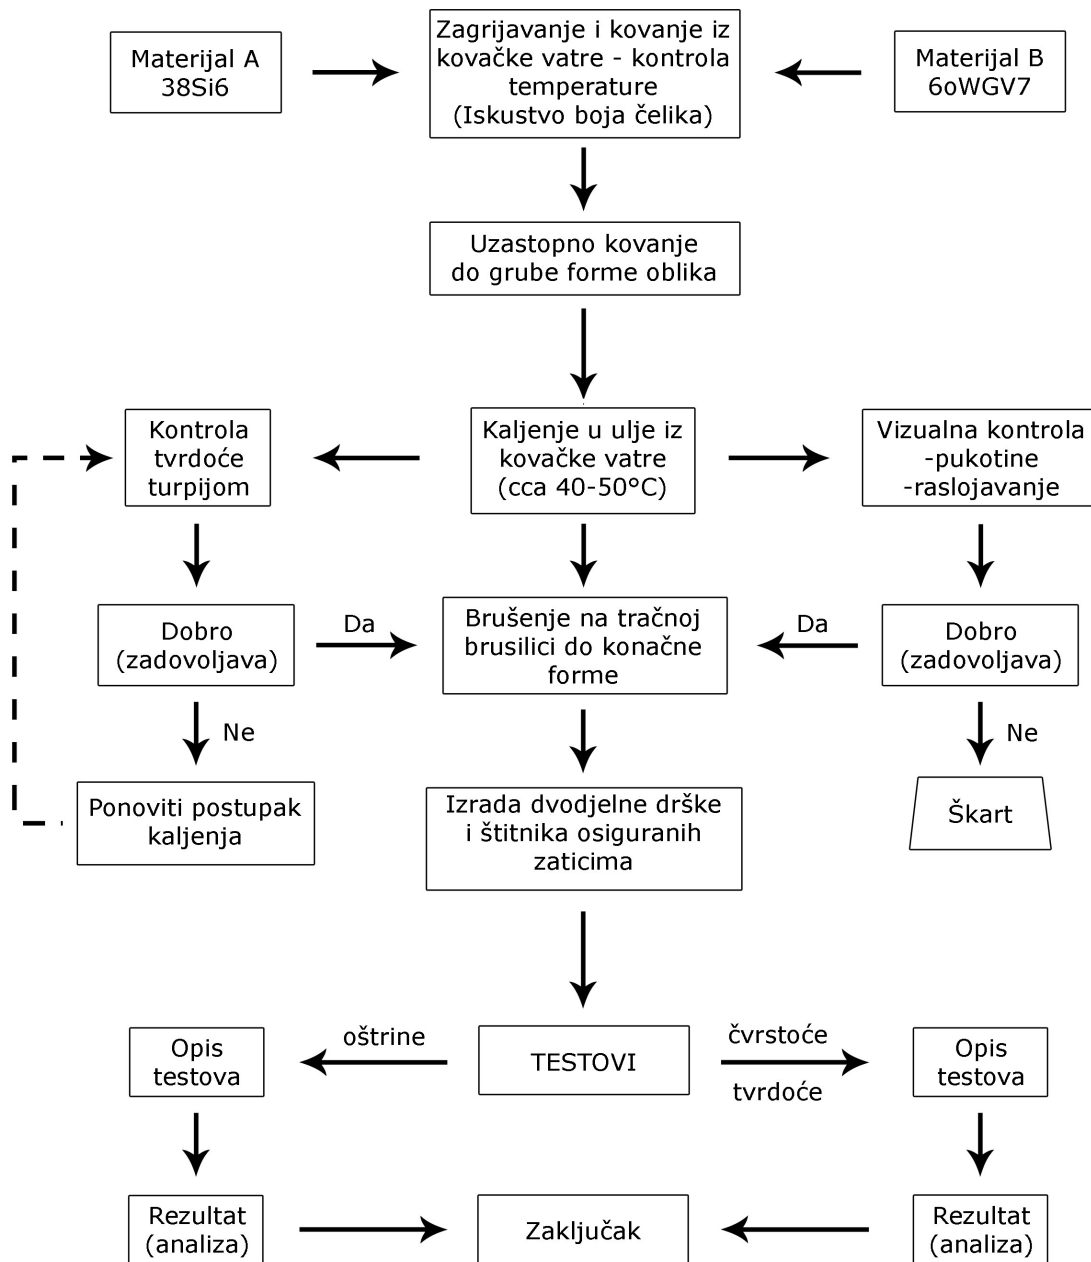 Materijal A
38Si6
Zagrijavanje i kovanje iz
kovačke vatre - kontrola
temperature
(Iskustvo boja čelika)
Materijal B
6oWGV7
Uzastopno kovanje
do grube forme oblika
Kontrola
tvrdoće
turpijom
Kaljenje u ulje iz
kovačke vatre
(cca 40-50°C)
Vizualna kontrola
-pukotine
-raslojavanje
Dobro
(zadovoljava)
Da
Brušenje na tračnoj
brusilici do konačne
forme
Da
Dobro
(zadovoljava)
Ne
Ne
Ponoviti postupak
kaljenja
Izrada dvodjelne drške
i štitnika osiguranih
zaticima
Škart
Opis
testova
oštrine
TESTOVI
čvrstoće
tvrdoće
Opis
testova
Rezultat
(analiza)
Zaključak
Rezultat
(analiza)